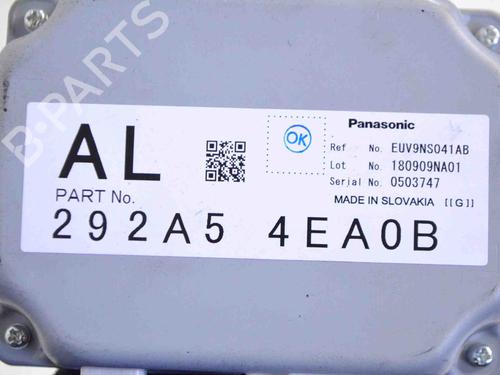 B-PARTS
AL
OK
Panasonic
Ref No. EUV9NS041AB
Lot No. 180909NA01
Serial No. 0503747
MADE IN SLOVAKIA [[G]]
PART No.
292A5 4EA0B